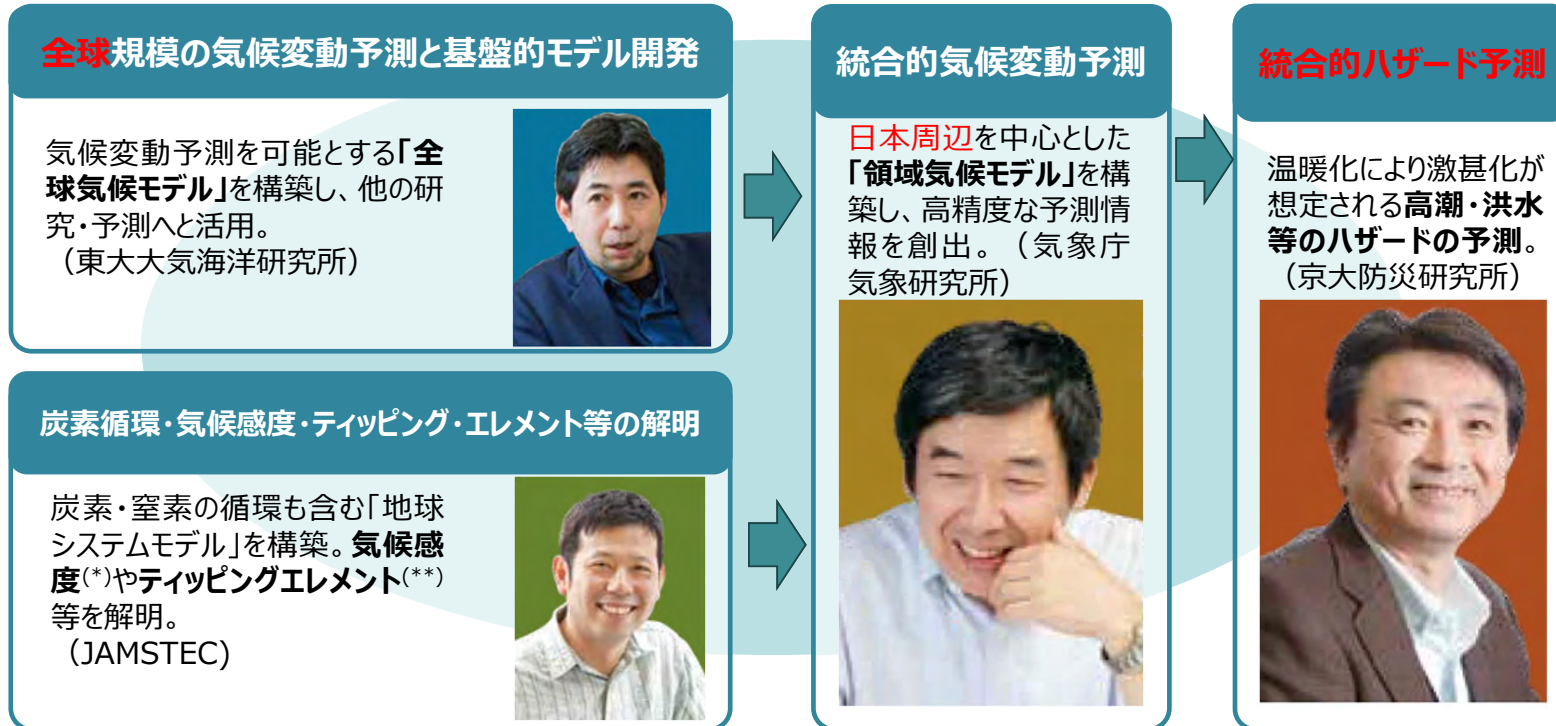 全球規模の気候変動予測と基盤的モデル開発
気候変動予測を可能とする「全
球気候モデル」を構築し、他の研
究・予測へと活用。
（東大大気海洋研究所）
炭素循環・気候感度・ティッピング・エレメント等の解明
炭素・窒素の循環も含む「地球
システムモデル」を構築。気候感
度(*)やティッピングエレメント(**)
等を解明。
（JAMSTEC)
統合的気候変動予測
日本周辺を中心とした
「領域気候モデル」を構
築し、高精度な予測情
報を創出。（気象庁
気象研究所）
統合的ハザード予測
温暖化により激甚化が
想定される高潮・洪水
等のハザードの予測。
（京大防災研究所）